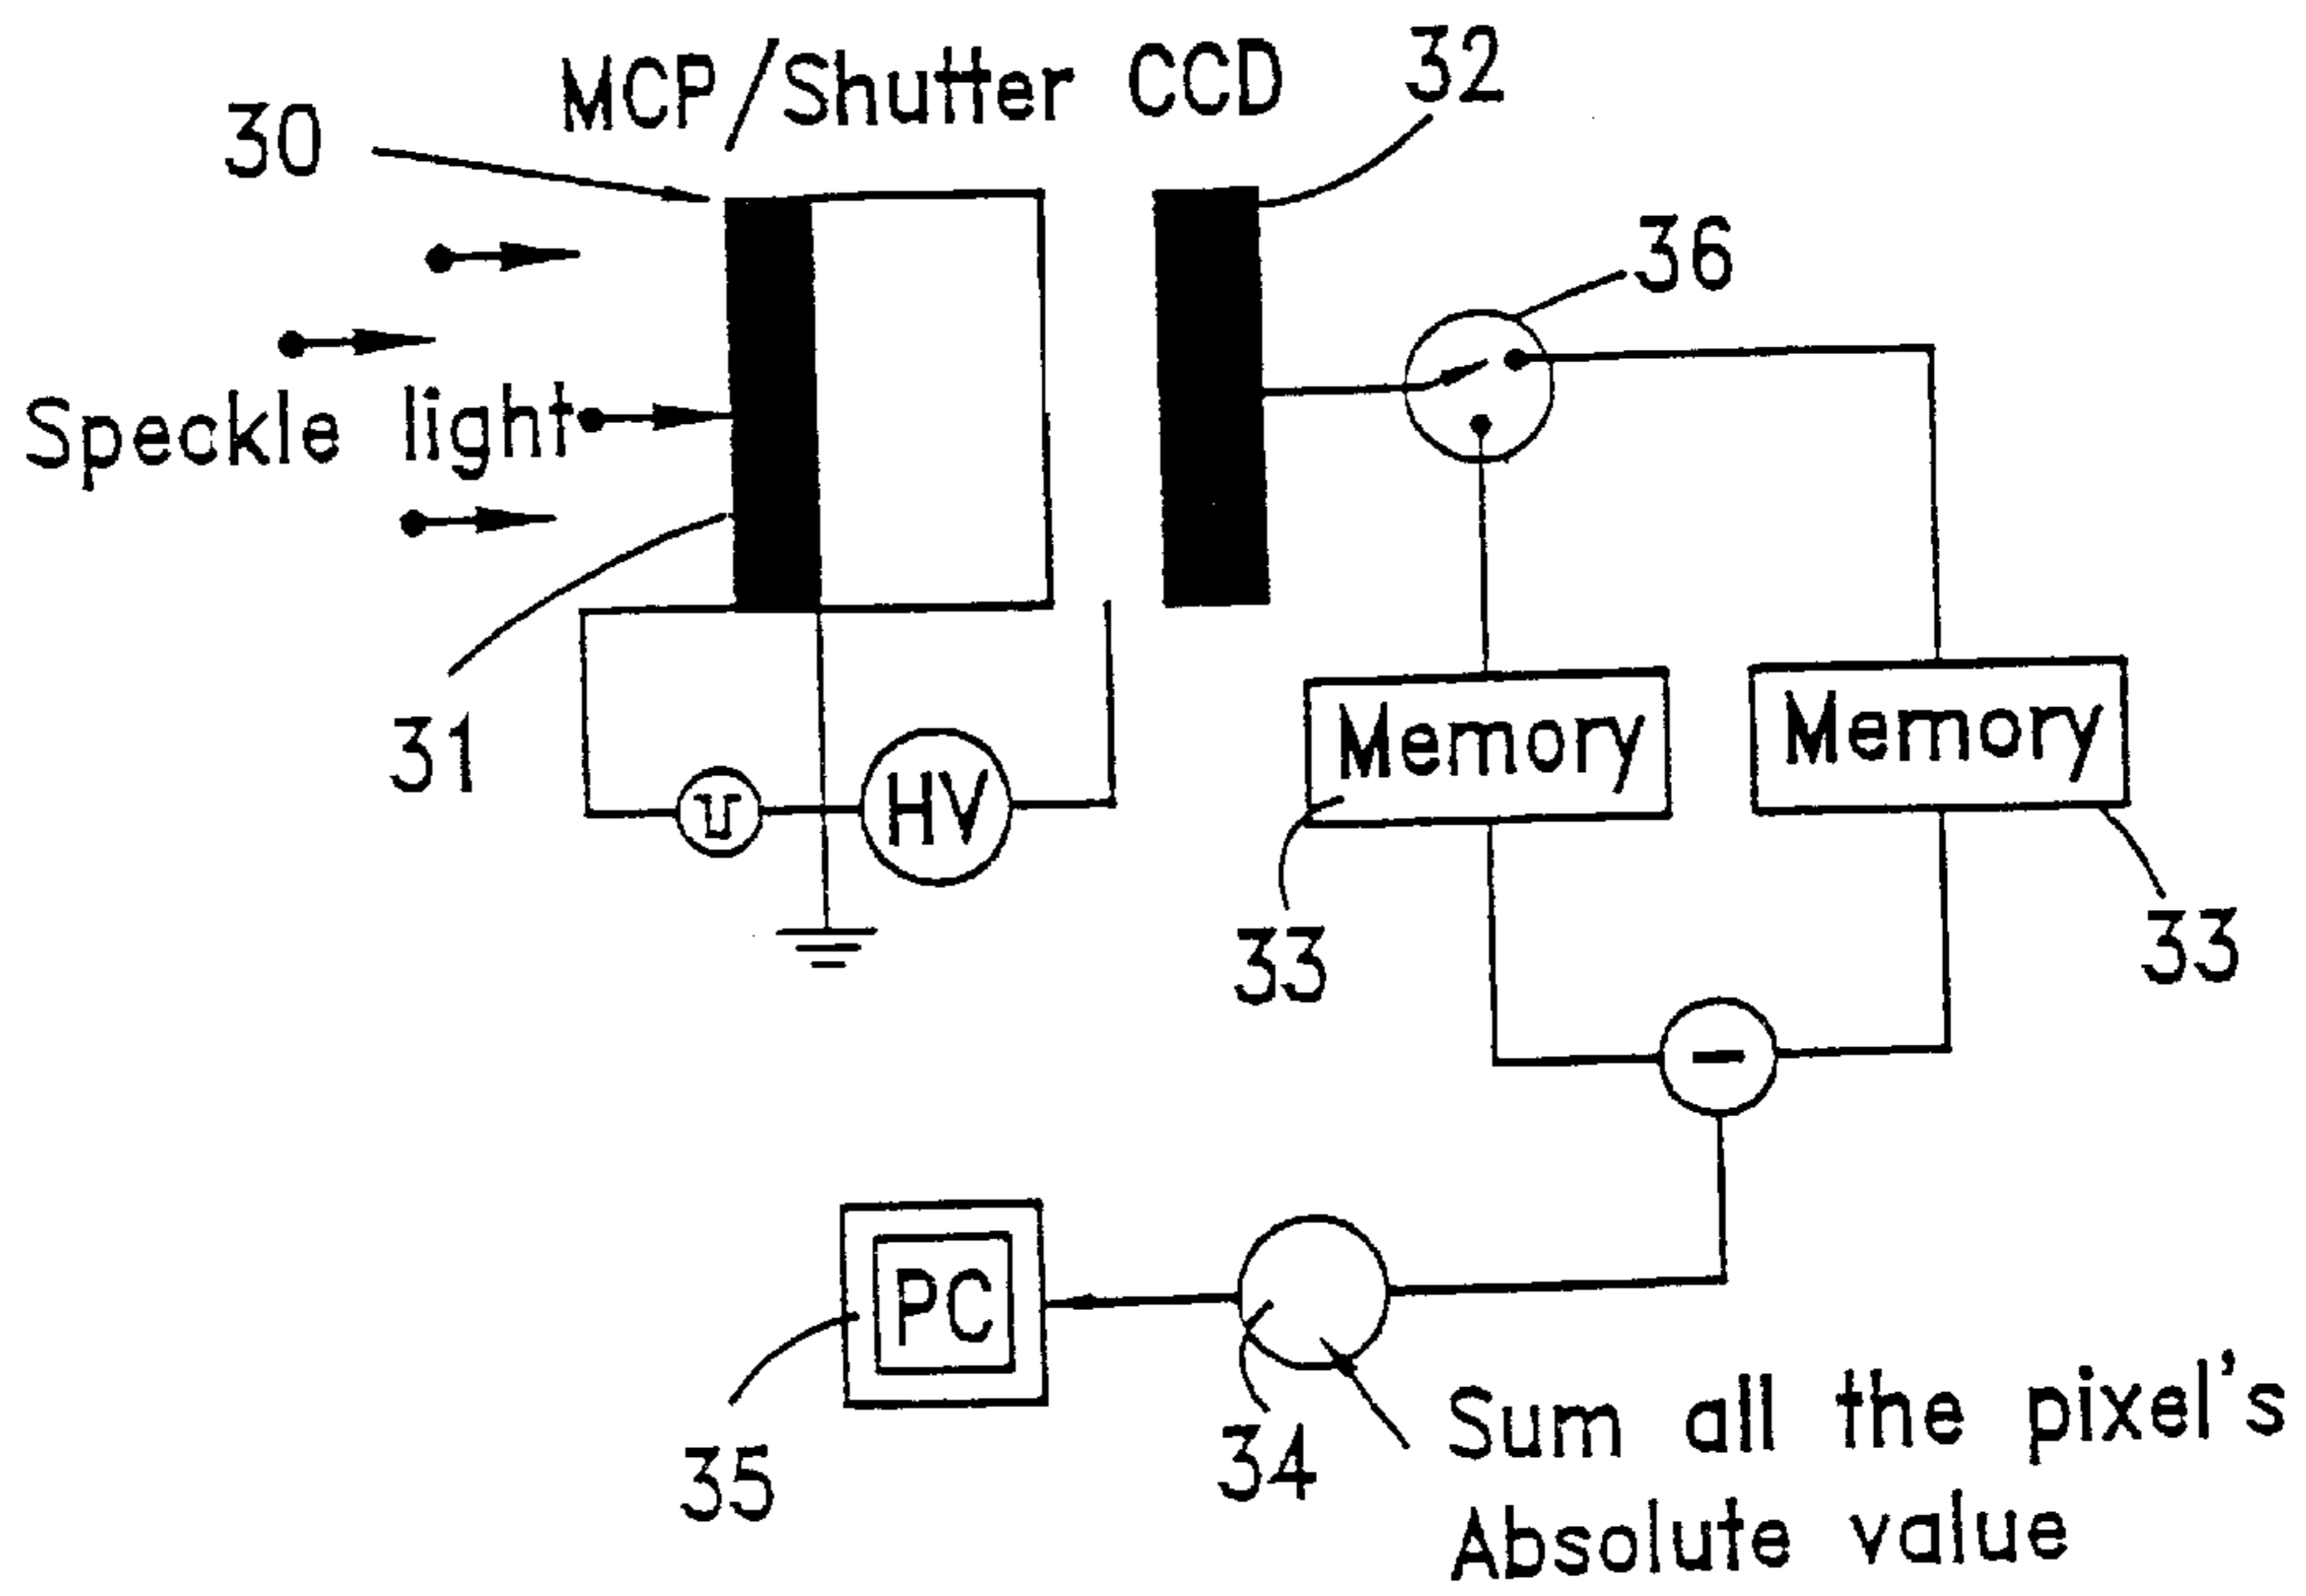 32
MCP/Shutter CCD
30
36
Speckle light
31
Memory
Memory
HV
33
33
-
PC
34
35
Sum all the pixel's
Absolute value